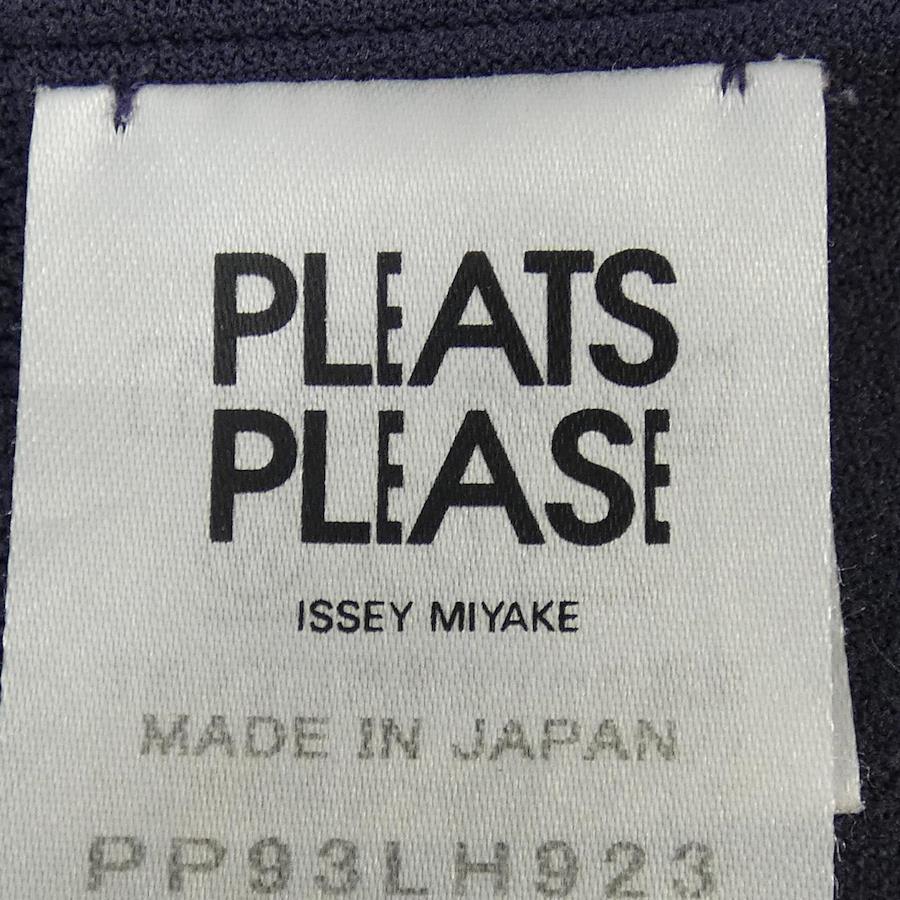 PLEATS
PLEASE
ISSEY MIYAKE
MADE IN JAPAN
PP93LH923